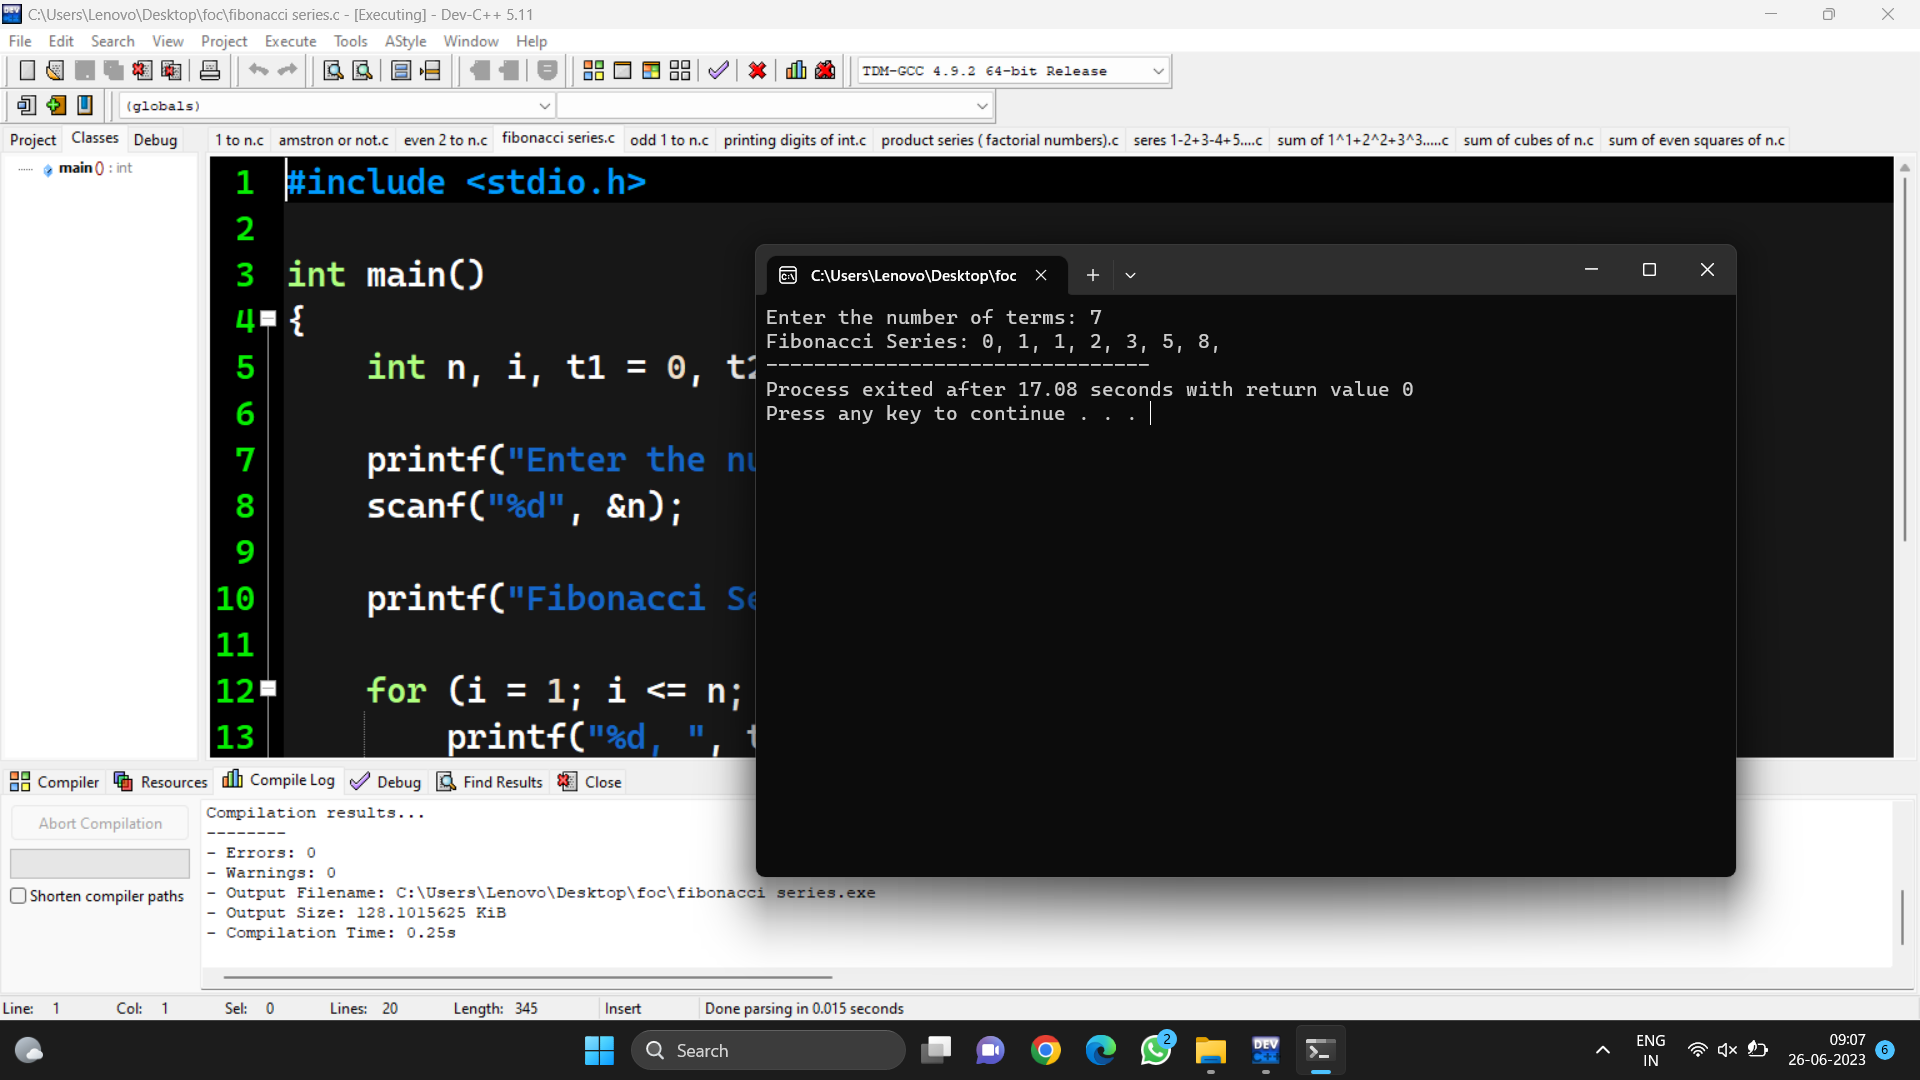 C:\Users\Lenovo\Desktop\foc\fibonacci series.c - [Executing] - Dev-C++ 5.11
File Edit Search View Project Execute Tools AStyle Window Help
TDM-GCC 4.9.2 64-bit Release
(globals)
Project Classes Debug
1 to n.c amstron or not.c even 2 to n.c fibonacci series.c odd 1 to n.c printing digits of int.c product series ( factorial numbers).c seres 1-2+3-4+5....c sum of 1^1+2^2+3^3.....c sum of cubes of n.c sum of even squares of n.c
main () : int
1 #include <stdio.h>
2
3 int main()
4 {
5 int n, i, t1 = 0, t2
6
7 printf("Enter the nu
8 scanf("%d", &n);
9
10 printf("Fibonacci Se
11
12 for (i = 1; i <= n;
13 printf("%d, ", t
C:\Users\Lenovo\Desktop\foc
Enter the number of terms: 7
Fibonacci Series: 0, 1, 1, 2, 3, 5, 8,
--------------------------------
Process exited after 17.08 seconds with return value 0
Press any key to continue . . .
Compiler Resources Compile Log Debug Find Results Close
Abort Compilation
Shorten compiler paths
Compilation results...
--------
- Errors: 0
- Warnings: 0
- Output Filename: C:\Users\Lenovo\Desktop\foc\fibonacci series.exe
- Output Size: 128.1015625 KiB
- Compilation Time: 0.25s
Line: 1 Col: 1 Sel: 0 Lines: 20 Length: 345 Insert Done parsing in 0.015 seconds
Search
2
DEV
C++
ENG
IN
09:07
26-06-2023
6